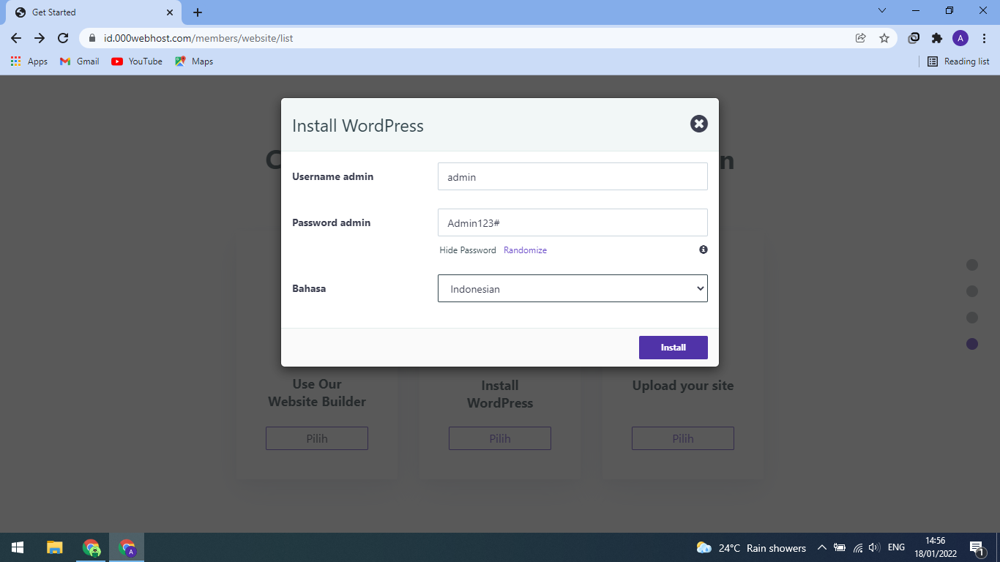 Get Started
id.000webhost.com/members/website/list
A
Apps
Gmail
YouTube
Maps
Reading list
Install WordPress
Username admin
admin
Password admin
Admin123#
Hide Password Randomize
Bahasa
Indonesian
Install
Use Our
Website Builder
Pilih
Install
WordPress
Pilih
Upload your site
Pilih
A
24°C Rain showers
ENG
14:56
18/01/2022
1